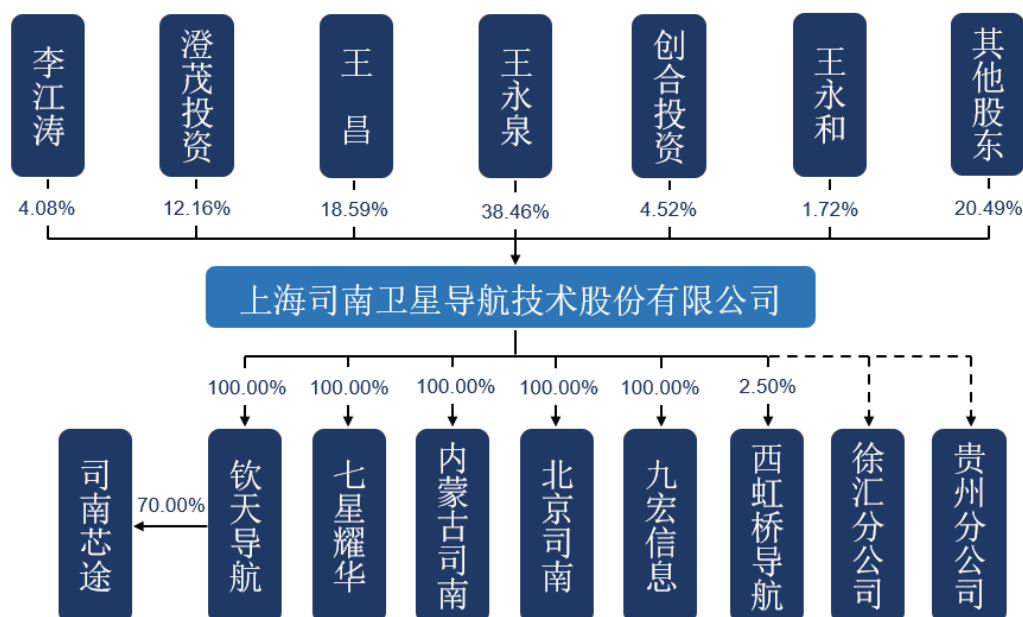 李江涛
澄茂投资
王昌
王永泉
创合投资
王永和
其他股东
4.08%
12.16%
18.59%
38.46%
4.52%
1.72%
20.49%
上海司南卫星导航技术股份有限公司
100.00%
100.00%
100.00%
100.00%
100.00%
2.50%
司南芯途
70.00%
钦天导航
七星耀华
内蒙古司南
北京司南
九宏信息
西虹桥导航
徐汇分公司
贵州分公司